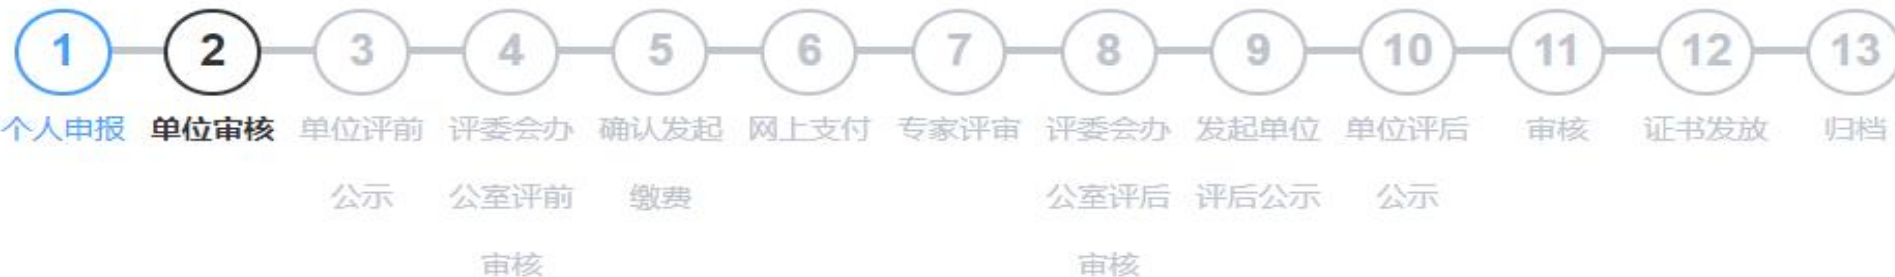 1 2 3 4 5 6 7 8 9 10 11 12 13
个人申报 单位审核 单位评前 评委会办 确认发起 网上支付 专家评审 评委会办 发起单位 单位评后 审核 证书发放 归档
公示 公室评前 缴费 公室评后 评后公示 公示
审核 审核